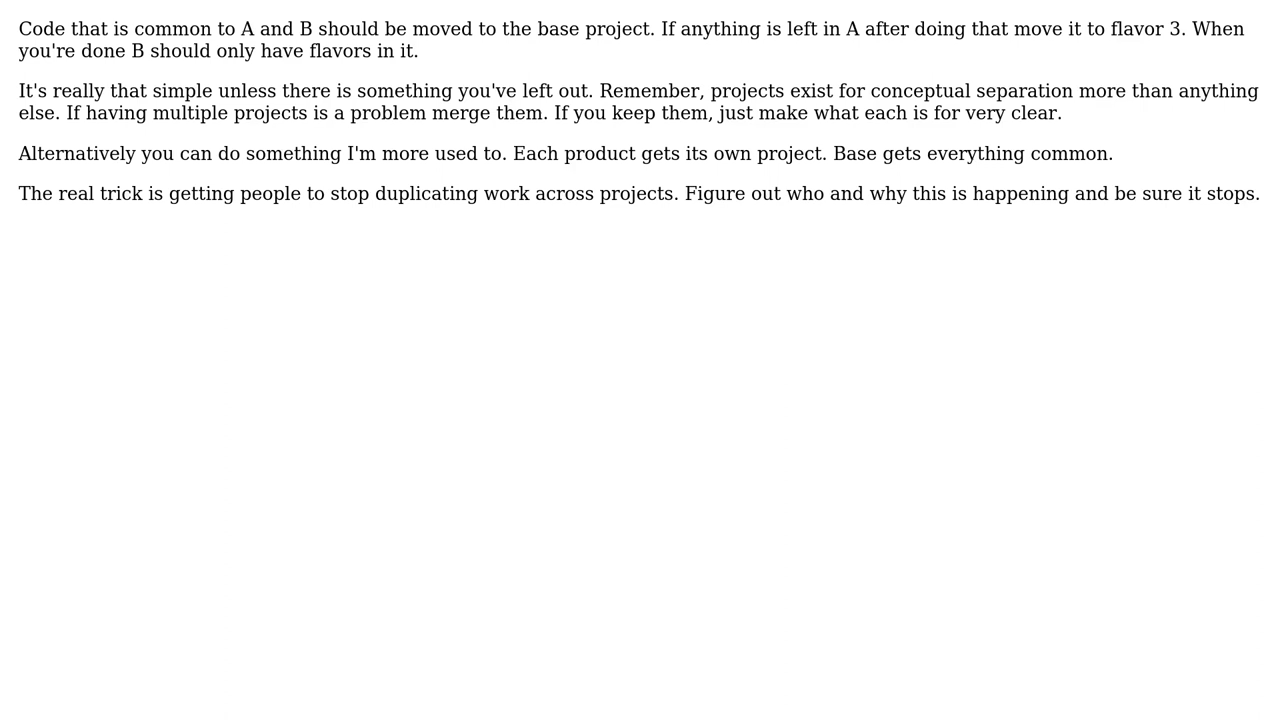 Code that is common to A and B should be moved to the base project. If anything is left in A after doing that move it to flavor 3. When
you're done B should only have flavors in it.
It's really that simple unless there is something you've left out. Remember, projects exist for conceptual separation more than anything
else. If having multiple projects is a problem merge them. If you keep them, just make what each is for very clear.
Alternatively you can do something I'm more used to. Each product gets its own project. Base gets everything common.
The real trick is getting people to stop duplicating work across projects. Figure out who and why this is happening and be sure it stops.